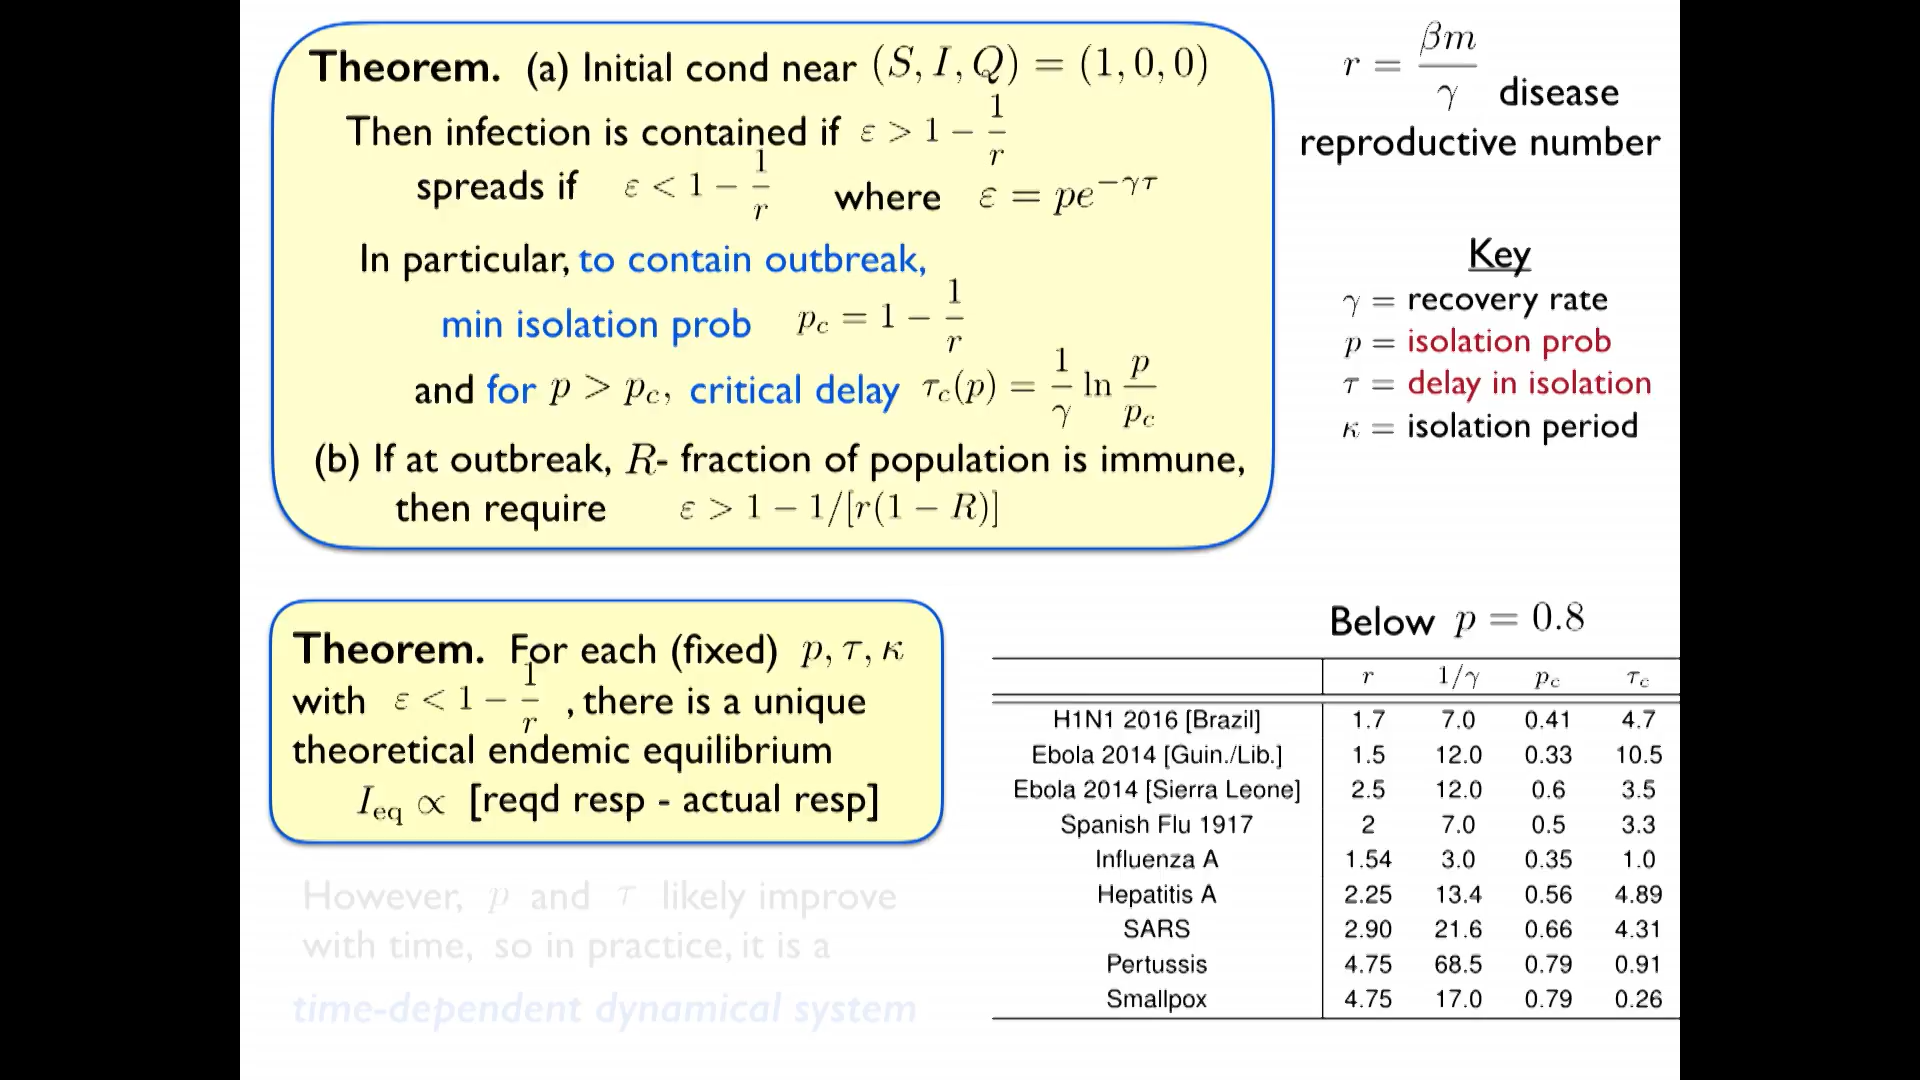 Theorem. (a) Initial cond near (S, I, Q) = (1, 0, 0)
Then infection is contained if ε > 1 − 1/r
spreads if ε < 1 − 1/r where ε = pe^{−γτ}
In particular, to contain outbreak,
min isolation prob p_c = 1 − 1/r
and for p > p_c, critical delay τ_c(p) = 1/γ ln p/p_c
(b) If at outbreak, R- fraction of population is immune,
then require ε > 1 − 1/[r(1 − R)]
r = βm/γ disease
reproductive number
Key
γ = recovery rate
p = isolation prob
τ = delay in isolation
κ = isolation period
Theorem. For each (fixed) p, τ, κ
with ε < 1 − 1/r , there is a unique
theoretical endemic equilibrium
I_eq ∝ [reqd resp - actual resp]
However, p and τ likely improve
with time, so in practice, it is a
time-dependent dynamical system
Below p = 0.8
r 1/γ p_c τ_c
H1N1 2016 [Brazil] 1.7 7.0 0.41 4.7
Ebola 2014 [Guin./Lib.] 1.5 12.0 0.33 10.5
Ebola 2014 [Sierra Leone] 2.5 12.0 0.6 3.5
Spanish Flu 1917 2 7.0 0.5 3.3
Influenza A 1.54 3.0 0.35 1.0
Hepatitis A 2.25 13.4 0.56 4.89
SARS 2.90 21.6 0.66 4.31
Pertussis 4.75 68.5 0.79 0.91
Smallpox 4.75 17.0 0.79 0.26